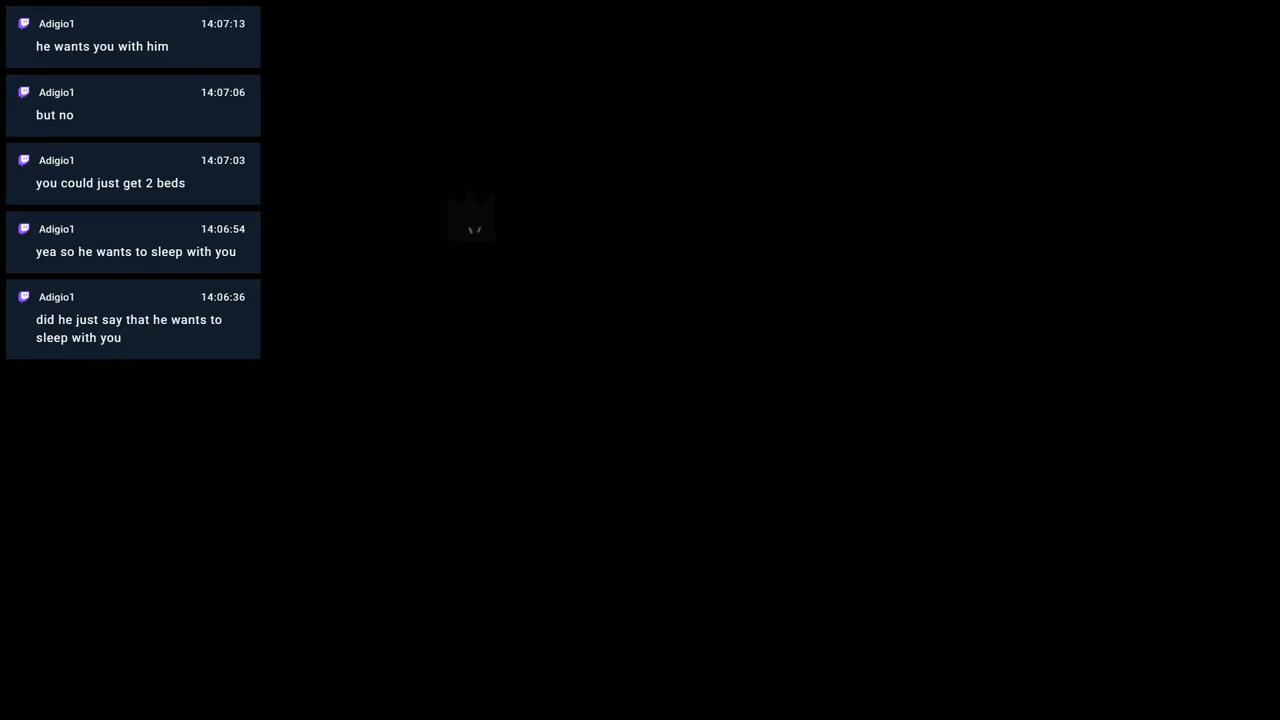 Adigio1 14:07:13
he wants you with him
Adigio1 14:07:06
but no
Adigio1 14:07:03
you could just get 2 beds
Adigio1 14:06:54
yea so he wants to sleep with you
Adigio1 14:06:36
did he just say that he wants to
sleep with you